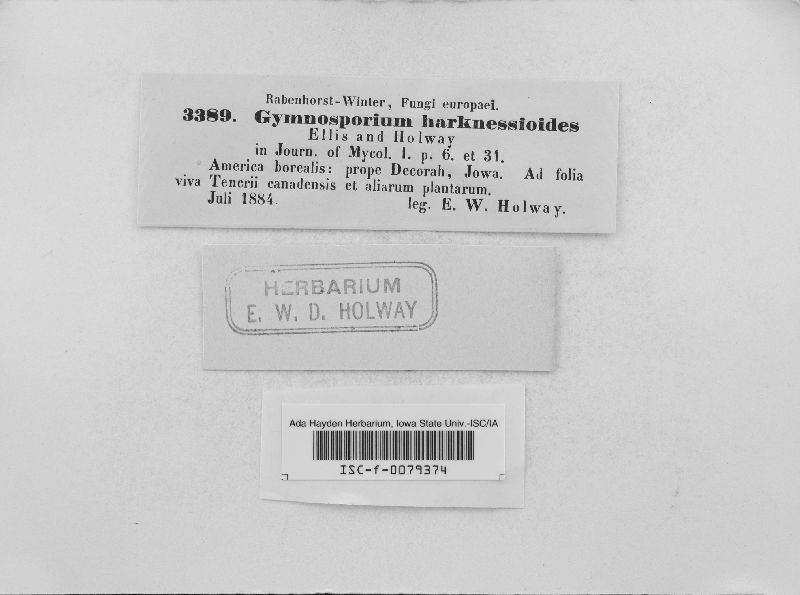 Rabenhorst-Winter, Fungi europaei.
3389. Gymnosporium harknessioides
Ellis and Holway
in Journ. of Mycol. I. p. 6. et 31.
America borealis: prope Decorah, Jowa. Ad folia
viva Tencrii canadensis et aliarum plantarum.
Juli 1884. leg. E. W. Holway.
HERBARIUM
E. W. D. HOLWAY
Ada Hayden Herbarium, Iowa State Univ.-ISC/IA
ISC-f-0079374